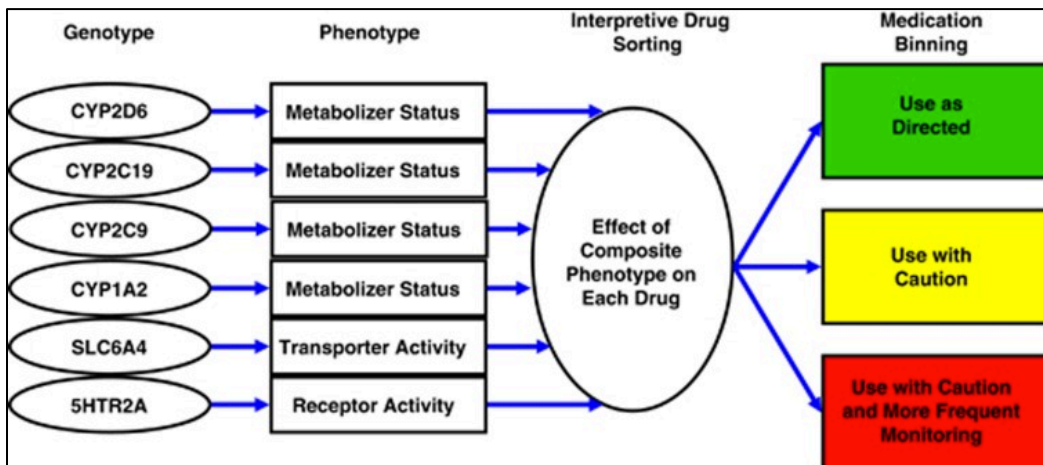 Genotype
Phenotype
Interpretive Drug
Sorting
Medication
Binning
CYP2D6
Metabolizer Status
CYP2C19
Metabolizer Status
CYP2C9
Metabolizer Status
CYP1A2
Metabolizer Status
SLC6A4
Transporter Activity
5HTR2A
Receptor Activity
Effect of
Composite
Phenotype on
Each Drug
Use as
Directed
Use with
Caution
Use with Caution
and More Frequent
Monitoring